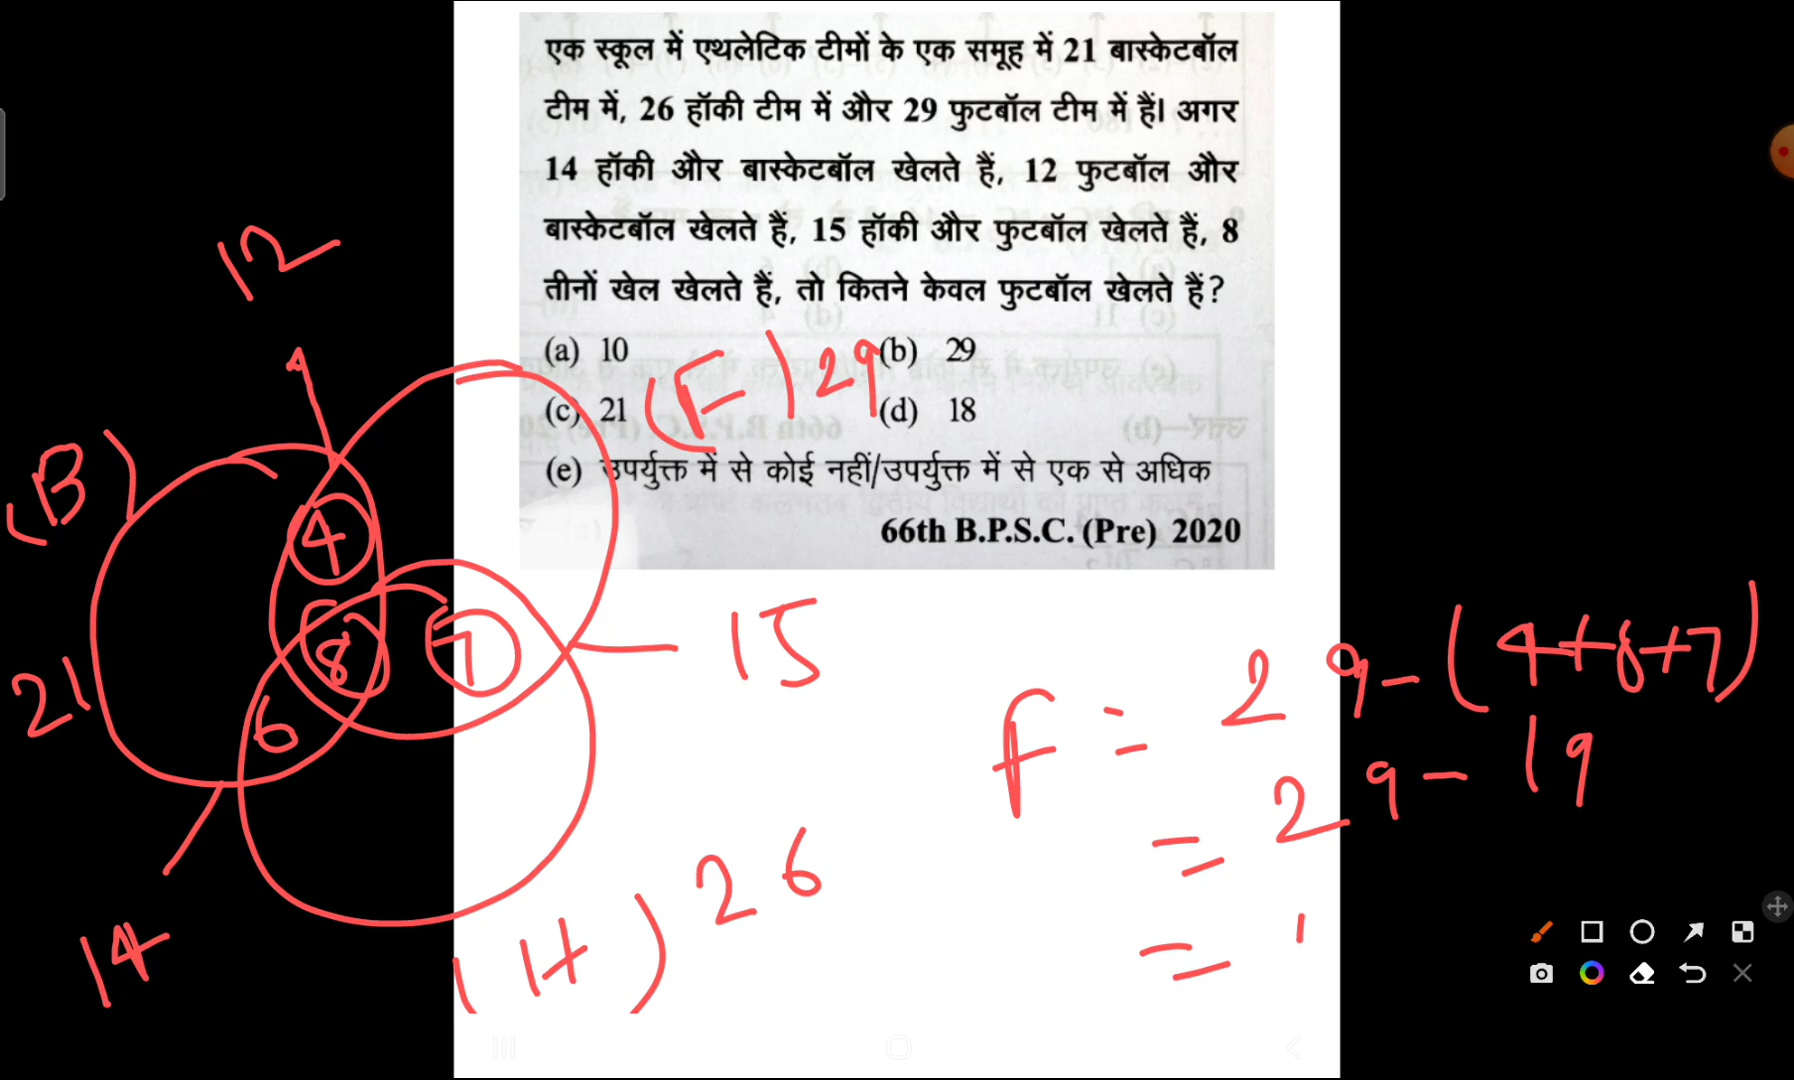 एक स्कूल में एथलेटिक टीमों के एक समूह में 21 बास्केटबॉल
टीम में, 26 हॉकी टीम में और 29 फुटबॉल टीम में हैं। अगर
14 हॉकी और बास्केटबॉल खेलते हैं, 12 फुटबॉल और
बास्केटबॉल खेलते हैं, 15 हॉकी और फुटबॉल खेलते हैं, 8
तीनों खेल खेलते हैं, तो कितने केवल फुटबॉल खेलते हैं?
(a) 10 (b) 29
(c) 21 (d) 18
(e) उपर्युक्त में से कोई नहीं/उपर्युक्त में से एक से अधिक
66th B.P.S.C. (Pre) 2020
12
(F) 29
(B)
21
4
8
7
6
15
14
(H) 26
f = 29-(4+8+7)
= 29-19
= 1